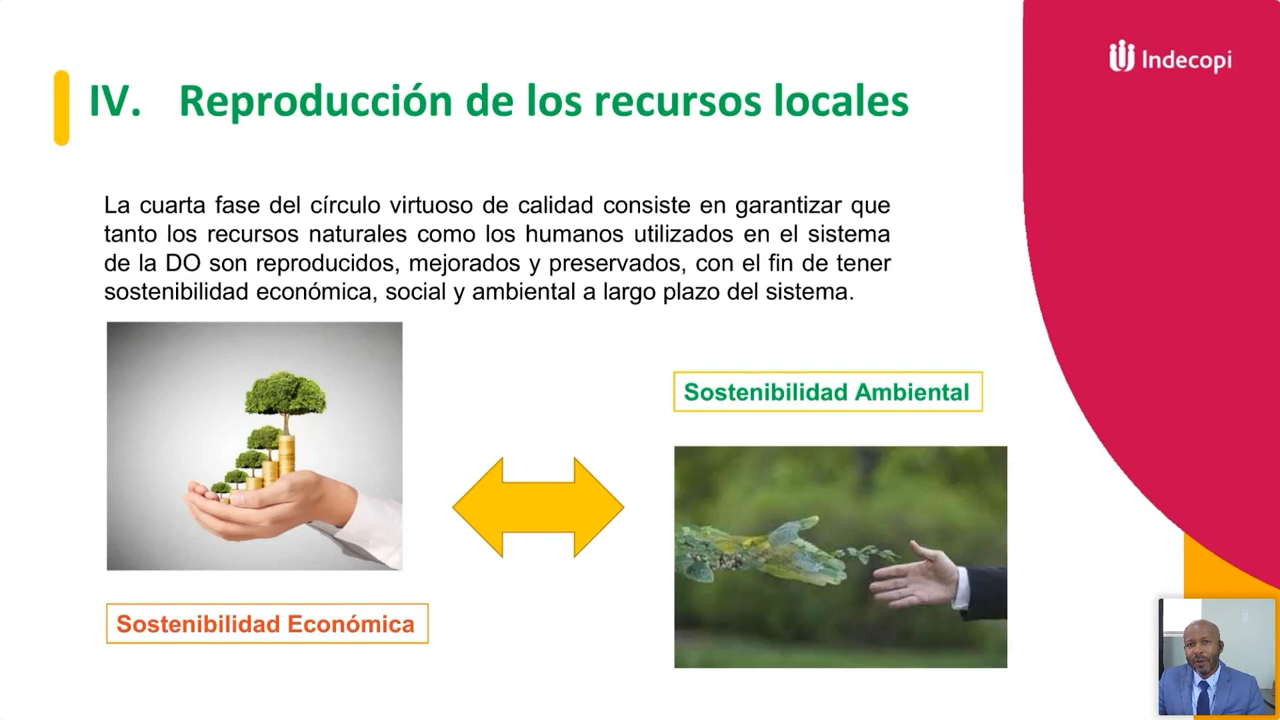 Indecopi
IV. Reproducción de los recursos locales
La cuarta fase del círculo virtuoso de calidad consiste en garantizar que
tanto los recursos naturales como los humanos utilizados en el sistema
de la DO son reproducidos, mejorados y preservados, con el fin de tener
sostenibilidad económica, social y ambiental a largo plazo del sistema.
Sostenibilidad Ambiental
Sostenibilidad Económica